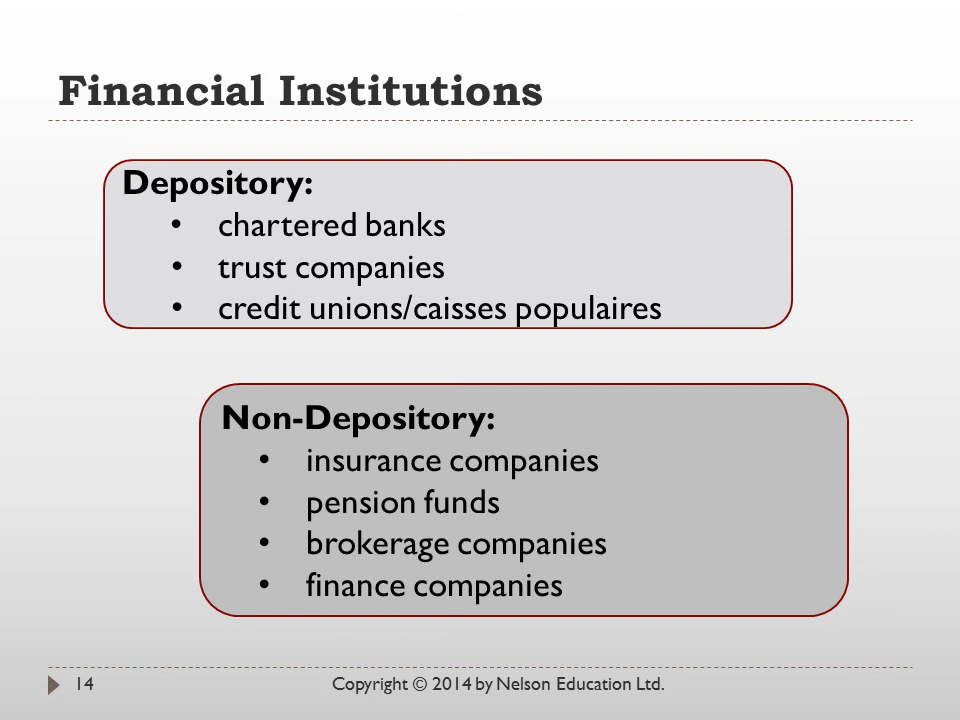 Financial Institutions
Depository:
• chartered banks
• trust companies
• credit unions/caisses populaires
Non-Depository:
• insurance companies
• pension funds
• brokerage companies
• finance companies
14 Copyright © 2014 by Nelson Education Ltd.